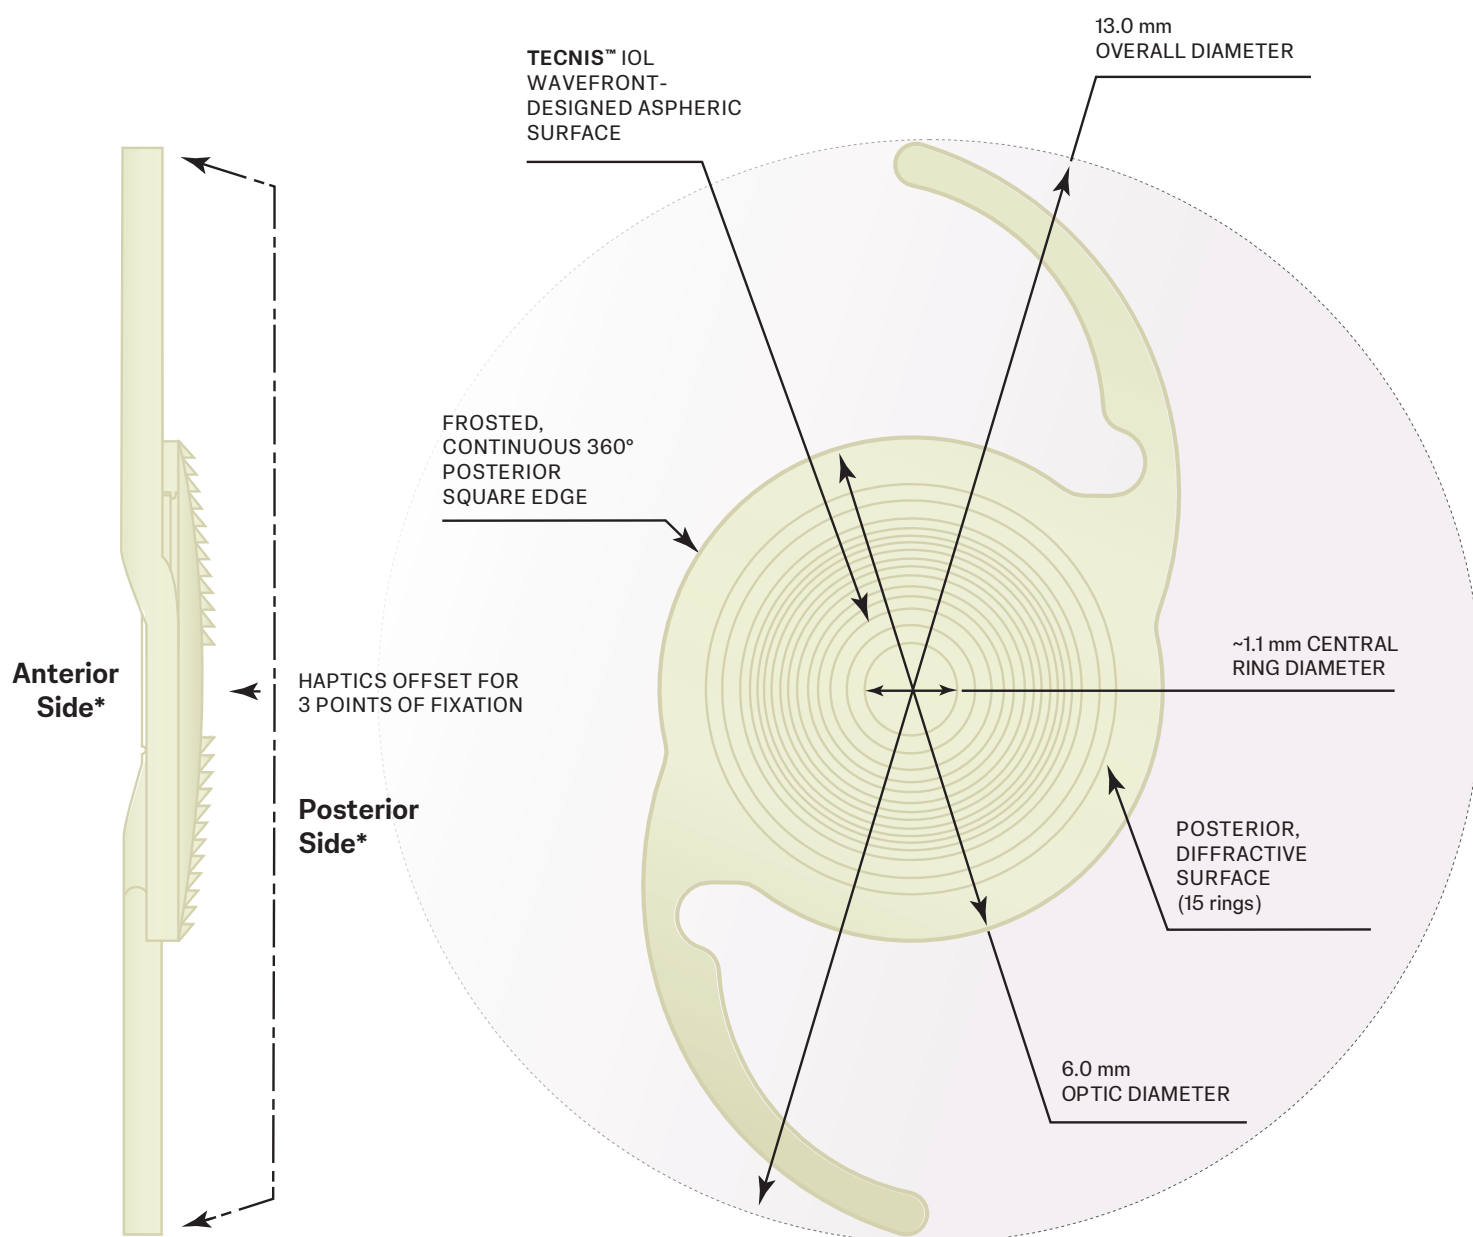 13.0 mm
OVERALL DIAMETER
TECNIS™ IOL
WAVEFRONT-
DESIGNED ASPHERIC
SURFACE
FROSTED,
CONTINUOUS 360°
POSTERIOR
SQUARE EDGE
~1.1 mm CENTRAL
RING DIAMETER
Anterior
Side*
HAPTICS OFFSET FOR
3 POINTS OF FIXATION
Posterior
Side*
POSTERIOR,
DIFFRACTIVE
SURFACE
(15 rings)
6.0 mm
OPTIC DIAMETER